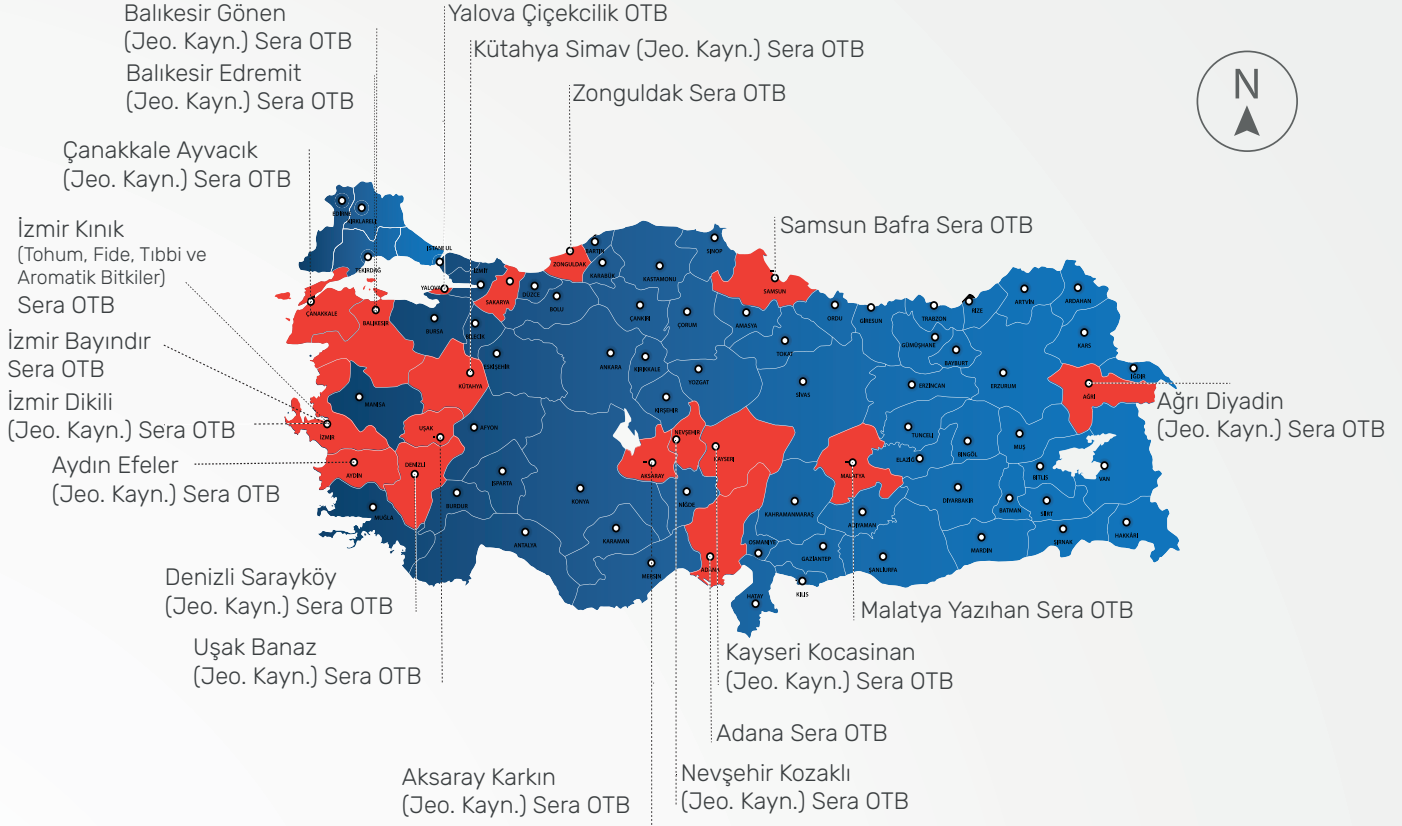 Balıkesir Gönen
(Jeo. Kayn.) Sera OTB
Balıkesir Edremit
(Jeo. Kayn.) Sera OTB
Yalova Çiçekcilik OTB
Kütahya Simav (Jeo. Kayn.) Sera OTB
Zonguldak Sera OTB
N
Çanakkale Ayvacık
(Jeo. Kayn.) Sera OTB
İzmir Kınık
(Tohum, Fide, Tıbbi ve
Aromatik Bitkiler)
Sera OTB
İzmir Bayındır
Sera OTB
İzmir Dikili
(Jeo. Kayn.) Sera OTB
Aydın Efeler
(Jeo. Kayn.) Sera OTB
Samsun Bafra Sera OTB
Ağrı Diyadin
(Jeo. Kayn.) Sera OTB
Denizli Sarayköy
(Jeo. Kayn.) Sera OTB
Uşak Banaz
(Jeo. Kayn.) Sera OTB
Malatya Yazıhan Sera OTB
Kayseri Kocasinan
(Jeo. Kayn.) Sera OTB
Adana Sera OTB
Aksaray Karkın
(Jeo. Kayn.) Sera OTB
Nevşehir Kozaklı
(Jeo. Kayn.) Sera OTB
EDİRNE
KIRKLARELİ
TEKİRDAĞ
YALOVA
İZMİT
SAKARYA
DÜZCE
BOLU
ZONGULDAK
BARTIN
KARABÜK
KASTAMONU
SİNOP
SAMSUN
ÇANAKKALE
BALIKESİR
BURSA
BİLECİK
ESKİŞEHİR
KÜTAHYA
ANKARA
ÇANKIRI
KIRIKKALE
ÇORUM
AMASYA
TOKAT
ORDU
GİRESUN
TRABZON
RİZE
ARTVİN
ARDAHAN
KARS
IĞDIR
AĞRI
GÜMÜŞHANE
BAYBURT
ERZİNCAN
ERZURUM
YOZGAT
SİVAS
KIRŞEHİR
NEVŞEHİR
KAYSERİ
AKSARAY
NİĞDE
MANİSA
İZMİR
UŞAK
AFYON
AYDIN
DENİZLİ
MUĞLA
BURDUR
ISPARTA
ANTALYA
KONYA
KARAMAN
MERSİN
OSMANİYE
HATAY
KAHRAMANMARAŞ
GAZİANTEP
KİLİS
MALATYA
ADIYAMAN
ŞANLIURFA
ELAZIĞ
TUNCELİ
BİNGÖL
MUŞ
BİTLİS
VAN
DİYARBAKIR
BATMAN
SİİRT
MARDİN
ŞIRNAK
HAKKARİ